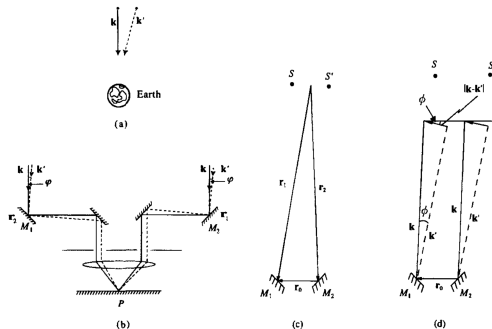 k k'
Earth
(a)
k k'
φ
k k'
φ
r₂
M₁
r₁
M₂
P
(b)
S S'
r₁
r₂
M₁ r₀ M₂
(c)
S S
|k-k'|
ϕ
ϕ
k k' k k'
M₁ r₀ M₂
(d)